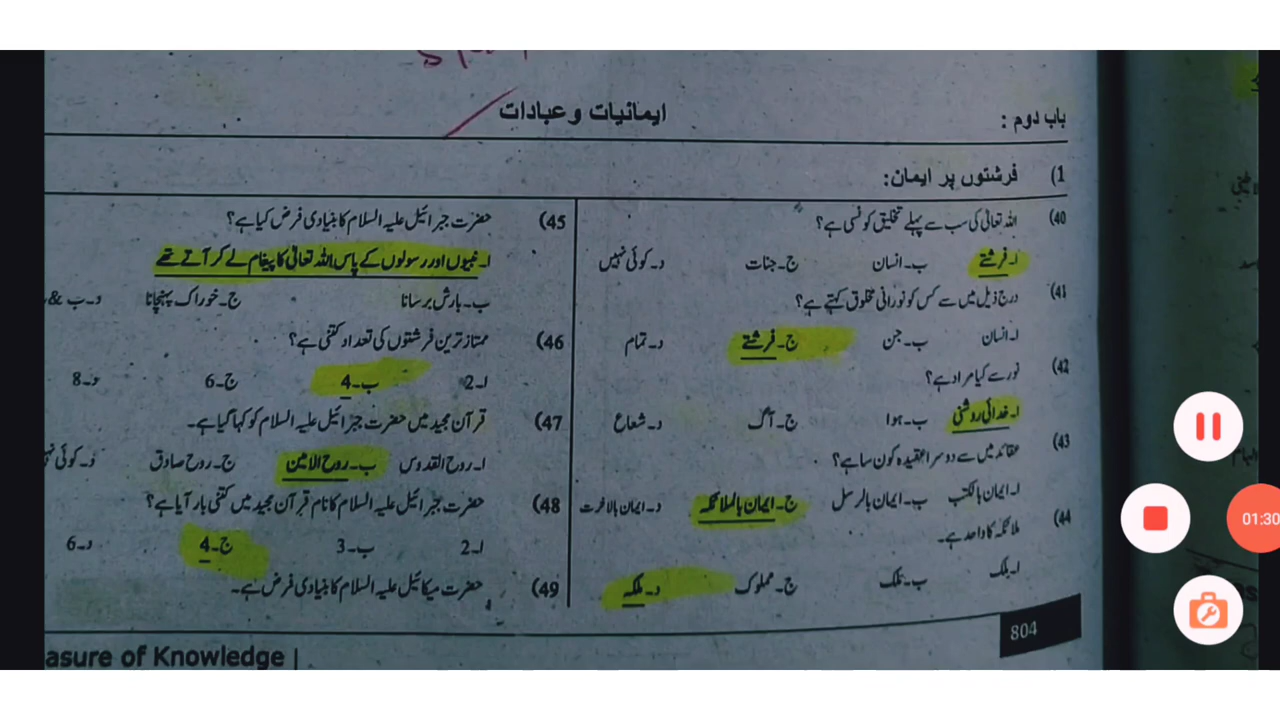 باب دوم :
ایمانیات و عبادات
1) فرشتوں پر ایمان:
40) اللہ تعالیٰ کی سب سے پہلے تخلیق کونسی ہے؟
ا۔ فرشتے ب۔ انسان ج۔ جنات د۔ کوئی نہیں
41) درج ذیل میں سے کس کو نورانی مخلوق کہتے ہے؟
ا۔ انسان ب۔ جن ج۔ فرشتے د۔ تمام
42) نور سے کیا مراد ہے؟
ا۔ خدائی روشنی ب۔ ہوا ج۔ آگ د۔ شعاع
43) عقائد میں سے دوسرا عقیدہ کون سا ہے؟
ا۔ ایمان بالکتب ب۔ ایمان بالرسل ج۔ ایمان بالملائکہ د۔ ایمان بالاخرت
44) ملائکہ کا واحد ہے۔
ا۔ ملک ب۔ ملک ج۔ مملوک د۔ ملکہ
45) حضرت جبرائیل علیہ السلام کا بنیادی فرض کیا ہے؟
ا۔ نبیوں اور رسولوں کے پاس اللہ تعالیٰ کا پیغام لے کر آتے تھے
ب۔ بارش برسانا ج۔ خوراک پہنچانا د۔ ب &
46) ممتاز ترین فرشتوں کی تعداد کتنی ہے؟
ا۔ 2 ب۔ 4 ج۔ 6 د۔ 8
47) قرآن مجید میں حضرت جبرائیل علیہ السلام کو کہا گیا ہے۔
ا۔ روح القدوس ب۔ روح الامین ج۔ روح صادق د۔ کوئی
48) حضرت جبرائیل علیہ السلام کا نام قرآن مجید میں کتنی بار آیا ہے؟
ا۔ 2 ب۔ 3 ج۔ 4 د۔ 6
49) حضرت میکائیل علیہ السلام کا بنیادی فرض ہے۔
804
asure of Knowledge |
01:30